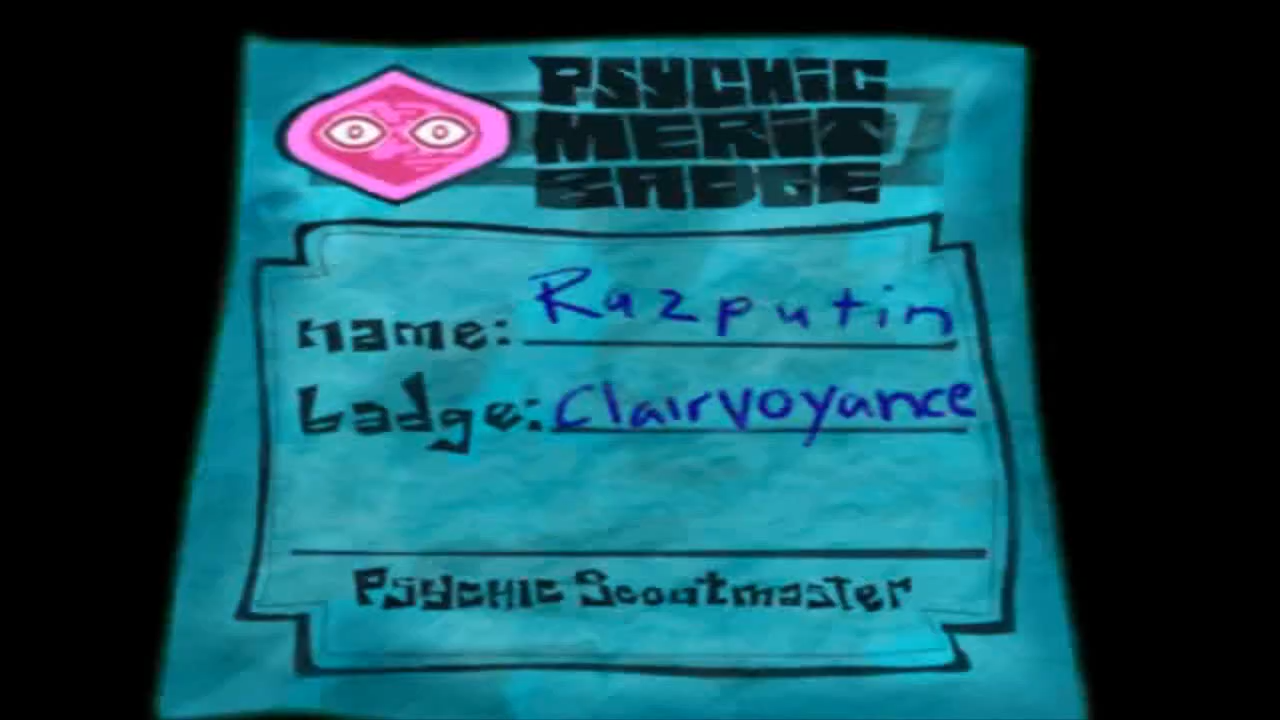 PSYCHIC
MERIT
BADGE
name: Razputin
badge: Clairvoyance
Psychic Scoutmaster